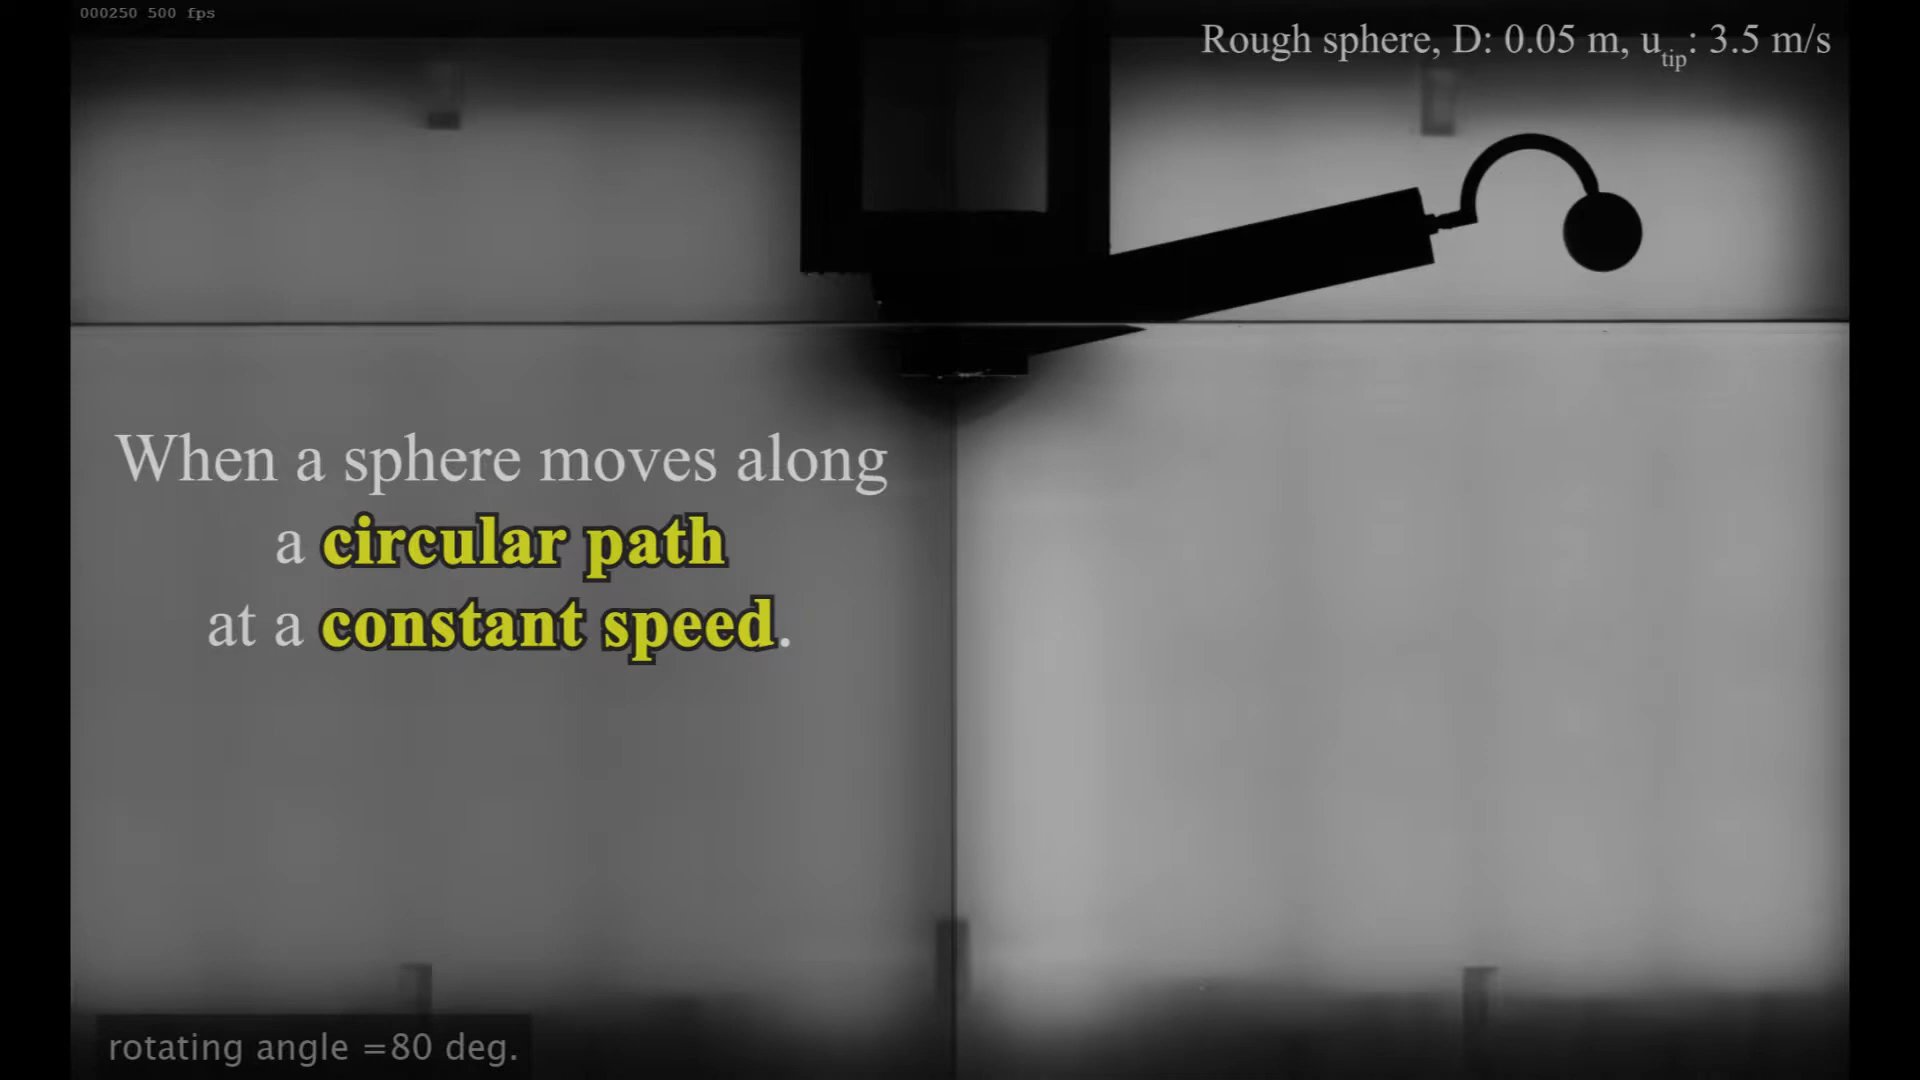 000250 500 fps
Rough sphere, D: 0.05 m, utip: 3.5 m/s
When a sphere moves along
a circular path
at a constant speed.
rotating angle =80 deg.